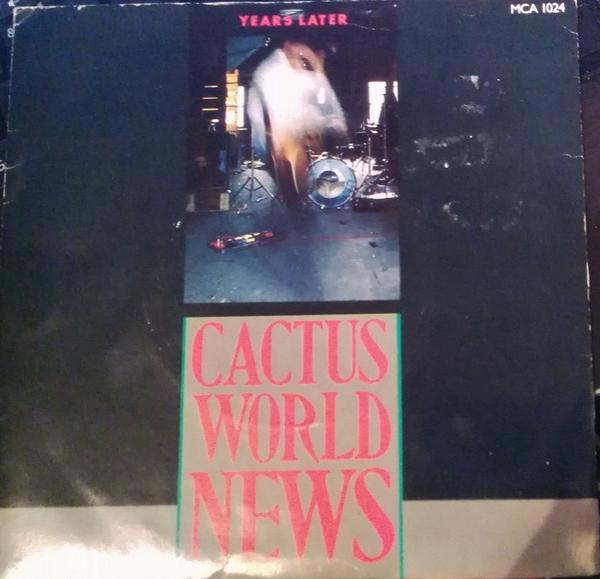 YEARS LATER
MCA 1024
CACTUS
WORLD
NEWS